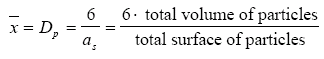 x̄ = D_p = 6 / a_s = 6 · total volume of particles / total surface of particles